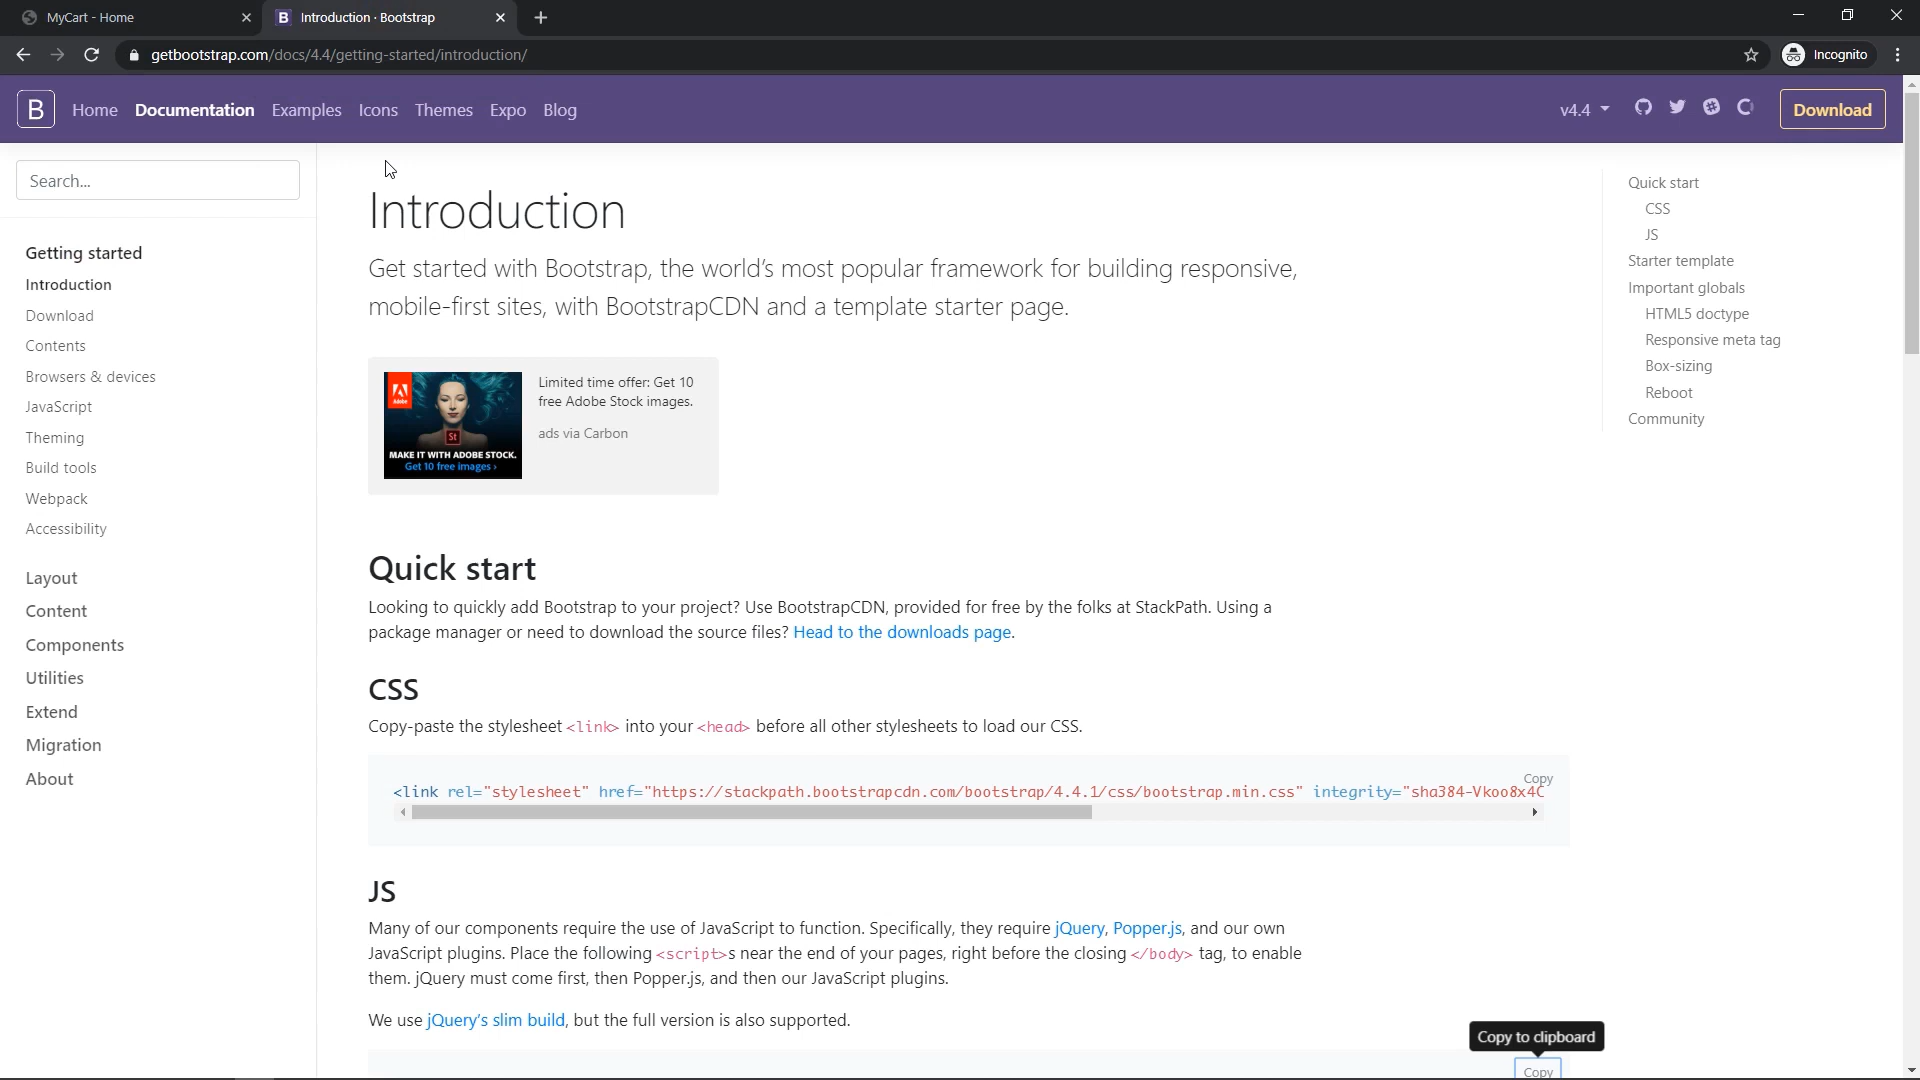 MyCart - Home
B Introduction · Bootstrap
getbootstrap.com/docs/4.4/getting-started/introduction/
Incognito
B Home Documentation Examples Icons Themes Expo Blog
v4.4
Download
Search...
Getting started
Introduction
Download
Contents
Browsers & devices
JavaScript
Theming
Build tools
Webpack
Accessibility
Layout
Content
Components
Utilities
Extend
Migration
About
Introduction
Get started with Bootstrap, the world's most popular framework for building responsive,
mobile-first sites, with BootstrapCDN and a template starter page.
Adobe
St
MAKE IT WITH ADOBE STOCK.
Get 10 free images ›
Limited time offer: Get 10
free Adobe Stock images.
ads via Carbon
Quick start
Looking to quickly add Bootstrap to your project? Use BootstrapCDN, provided for free by the folks at StackPath. Using a
package manager or need to download the source files? Head to the downloads page.
CSS
Copy-paste the stylesheet <link> into your <head> before all other stylesheets to load our CSS.
Copy
<link rel="stylesheet" href="https://stackpath.bootstrapcdn.com/bootstrap/4.4.1/css/bootstrap.min.css" integrity="sha384-Vkoo8x4C
JS
Many of our components require the use of JavaScript to function. Specifically, they require jQuery, Popper.js, and our own
JavaScript plugins. Place the following <script>s near the end of your pages, right before the closing </body> tag, to enable
them. jQuery must come first, then Popper.js, and then our JavaScript plugins.
We use jQuery's slim build, but the full version is also supported.
Copy to clipboard
Copy
Quick start
CSS
JS
Starter template
Important globals
HTML5 doctype
Responsive meta tag
Box-sizing
Reboot
Community